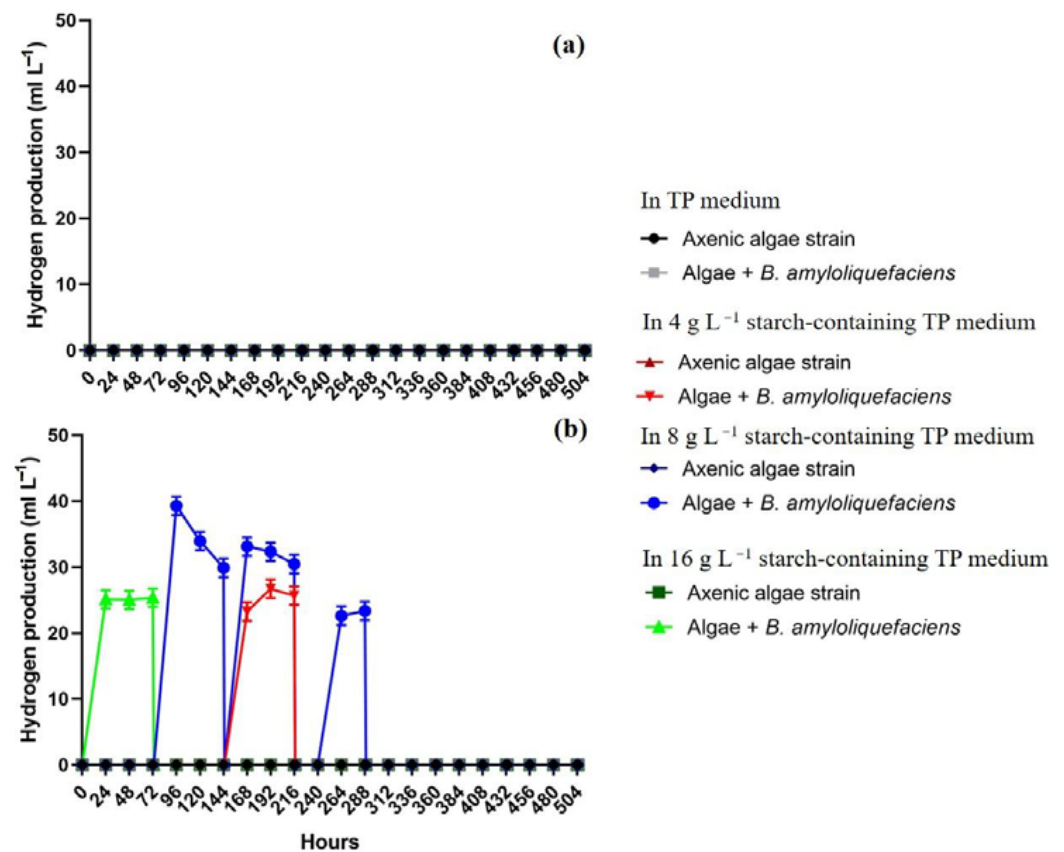 (a)
Hydrogen production (ml L⁻¹)
50
40
30
20
10
0
0 24 48 72 96 120 144 168 192 216 240 264 288 312 336 360 384 408 432 456 480 504
(b)
Hydrogen production (ml L⁻¹)
50
40
30
20
10
0
0 24 48 72 96 120 144 168 192 216 240 264 288 312 336 360 384 408 432 456 480 504
Hours
In TP medium
Axenic algae strain
Algae + B. amyloliquefaciens
In 4 g L⁻¹ starch-containing TP medium
Axenic algae strain
Algae + B. amyloliquefaciens
In 8 g L⁻¹ starch-containing TP medium
Axenic algae strain
Algae + B. amyloliquefaciens
In 16 g L⁻¹ starch-containing TP medium
Axenic algae strain
Algae + B. amyloliquefaciens